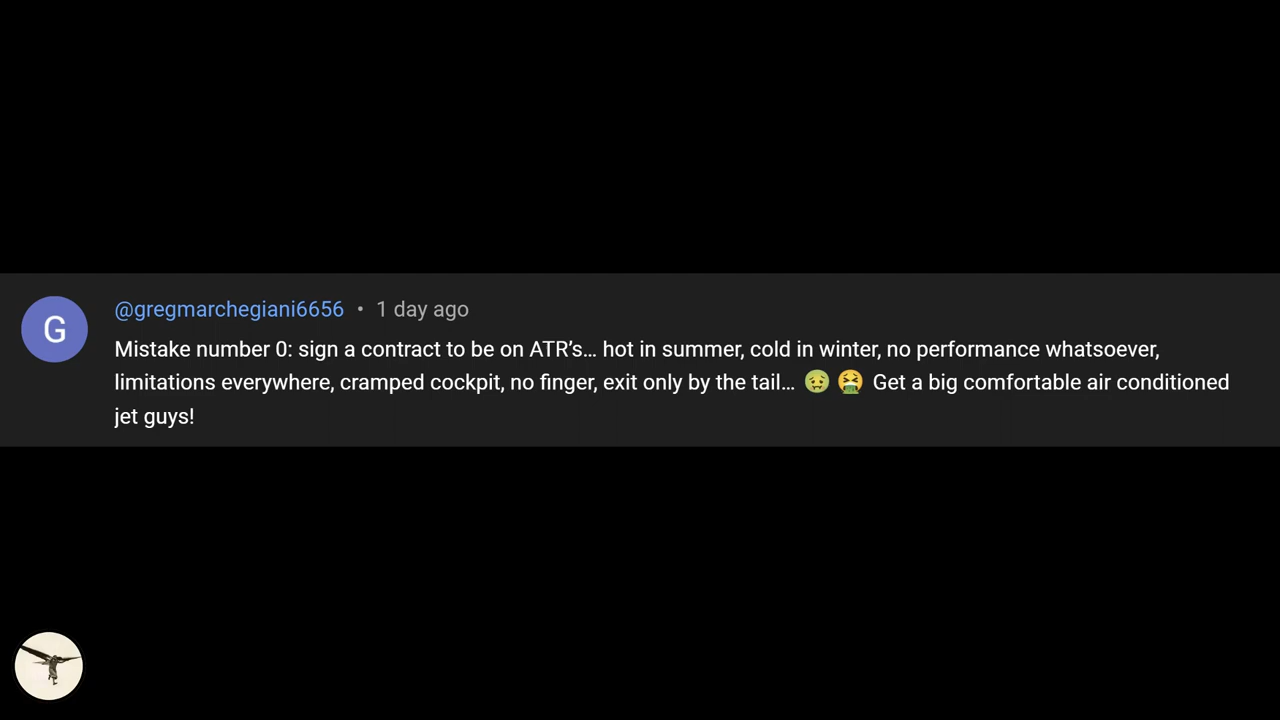 G
@gregmarchegiani6656 • 1 day ago
Mistake number 0: sign a contract to be on ATR’s... hot in summer, cold in winter, no performance whatsoever,
limitations everywhere, cramped cockpit, no finger, exit only by the tail... 🤢 🤮 Get a big comfortable air conditioned
jet guys!